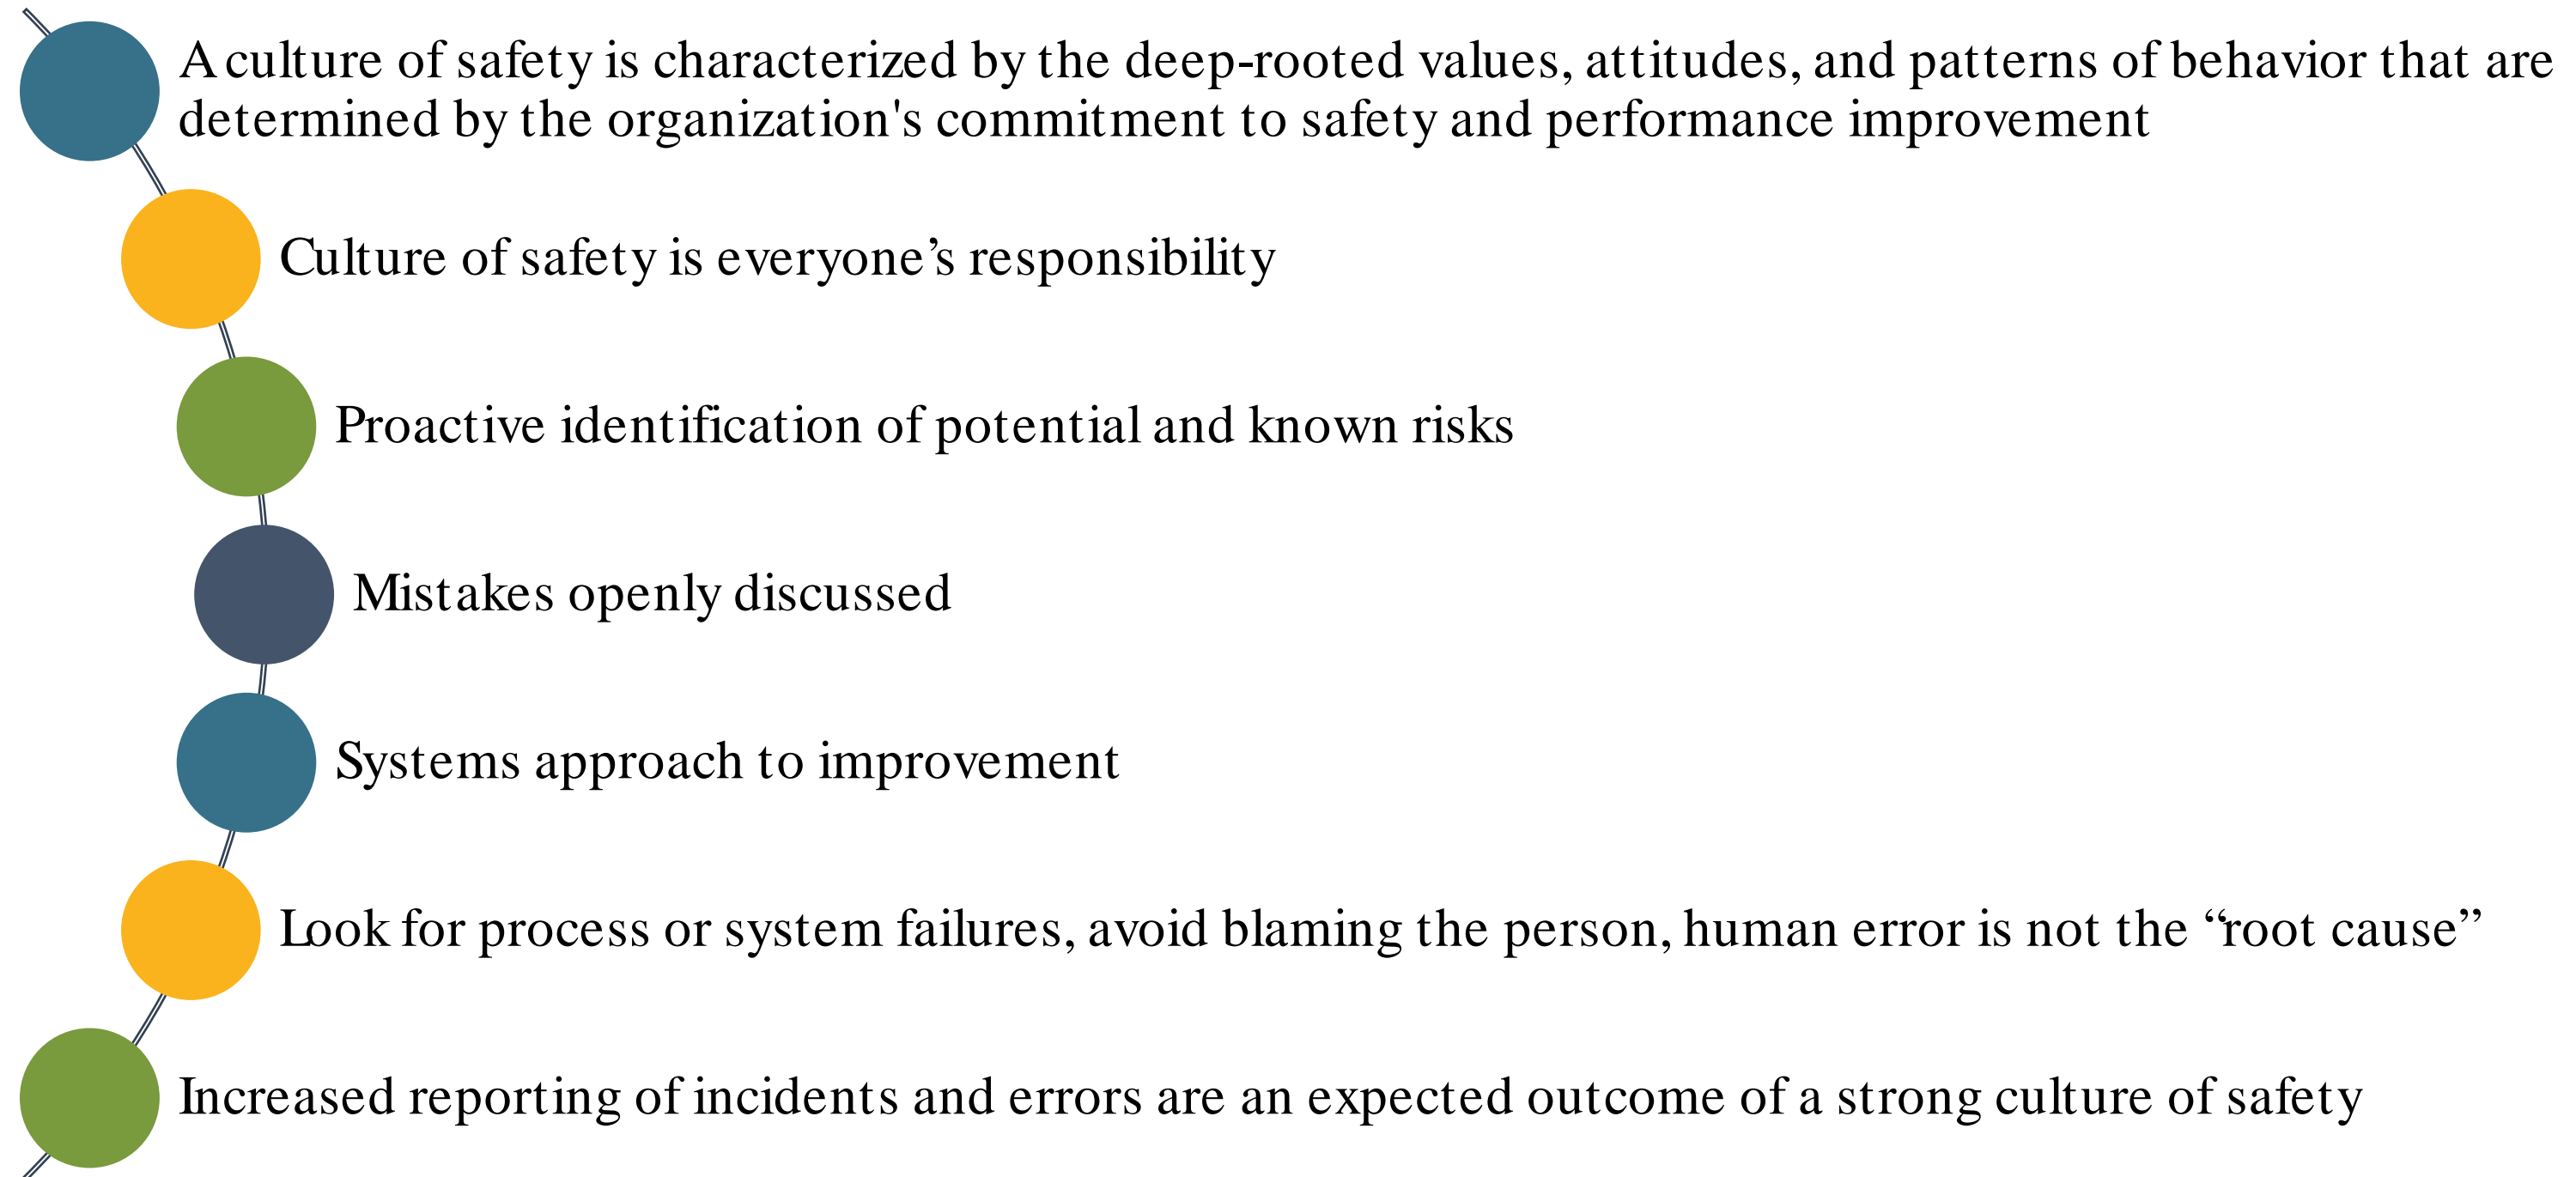 A culture of safety is characterized by the deep-rooted values, attitudes, and patterns of behavior that are
determined by the organization's commitment to safety and performance improvement
Culture of safety is everyone’s responsibility
Proactive identification of potential and known risks
Mistakes openly discussed
Systems approach to improvement
Look for process or system failures, avoid blaming the person, human error is not the “root cause”
Increased reporting of incidents and errors are an expected outcome of a strong culture of safety